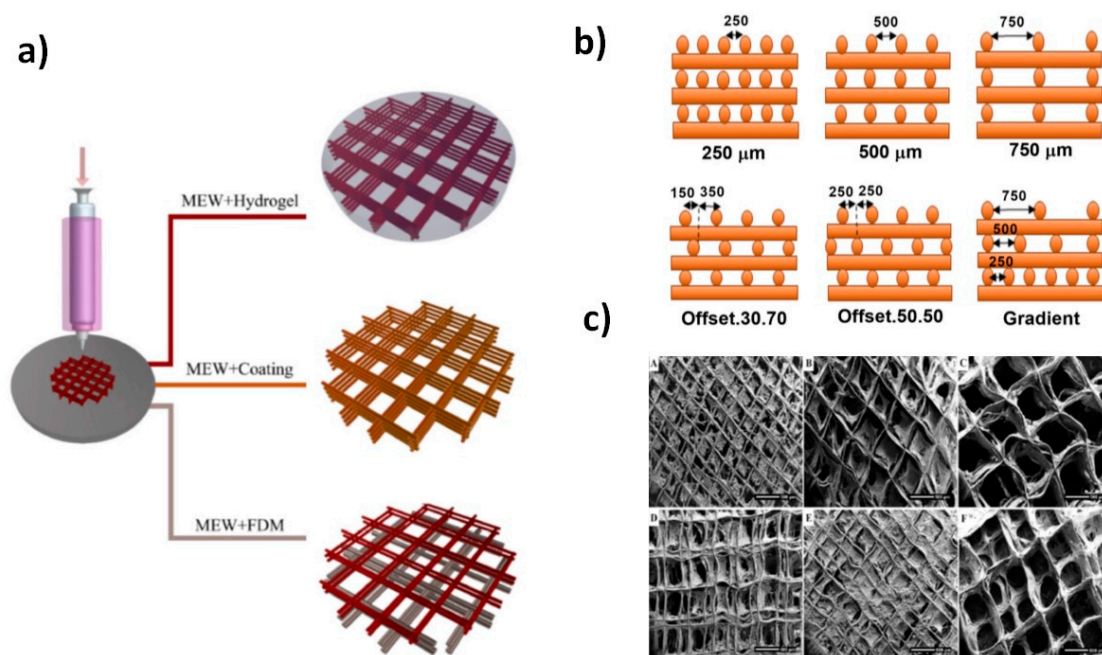 a)
MEW+Hydrogel
MEW+Coating
MEW+FDM
b)
250
500
750
250 μm
500 μm
750 μm
150 350
250 250
750
500
250
Offset.30.70
Offset.50.50
Gradient
c)
A
B
C
D
E
F